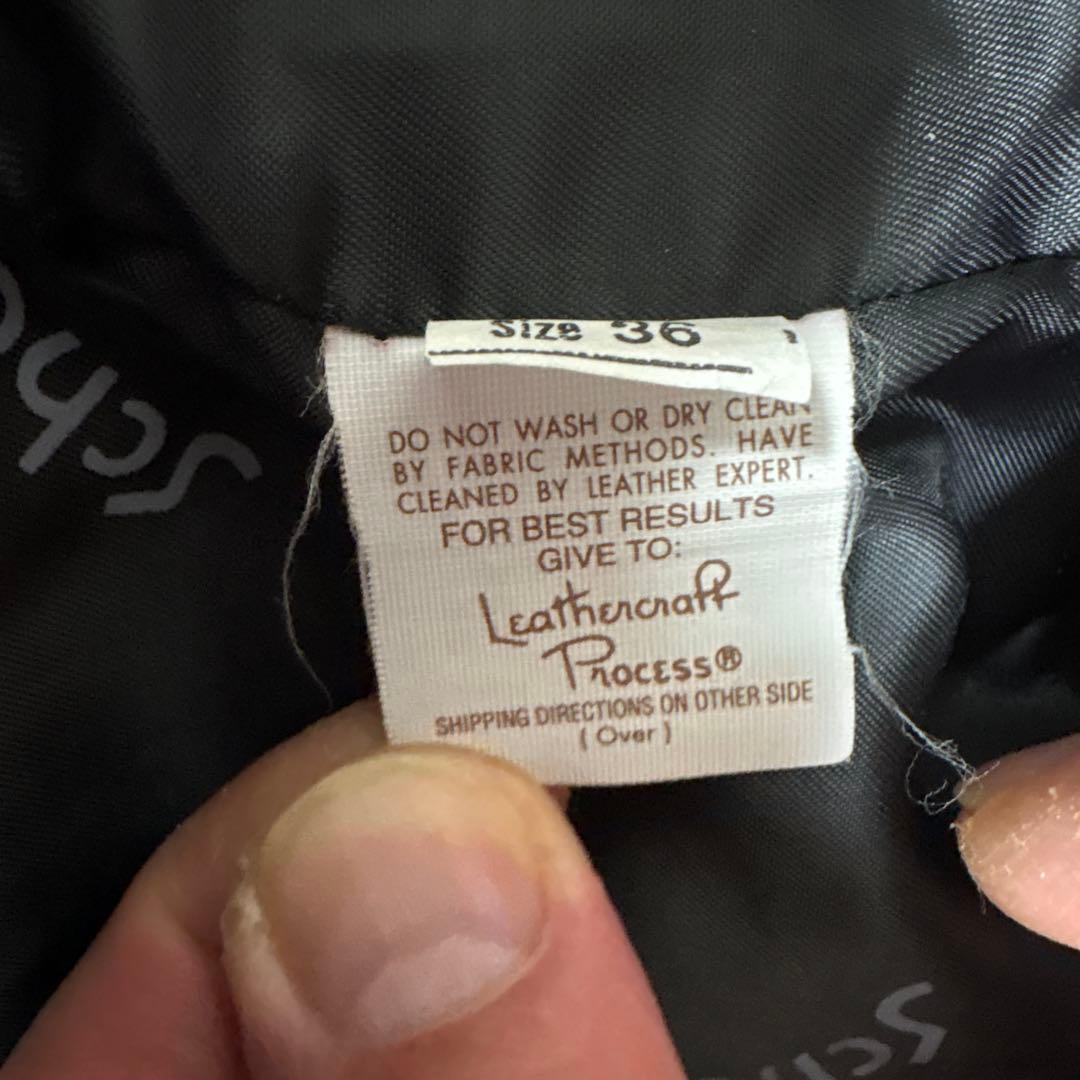 Size 36
DO NOT WASH OR DRY CLEAN
BY FABRIC METHODS. HAVE
CLEANED BY LEATHER EXPERT.
FOR BEST RESULTS
GIVE TO:
Leathercraft
Process®
SHIPPING DIRECTIONS ON OTHER SIDE
( Over )